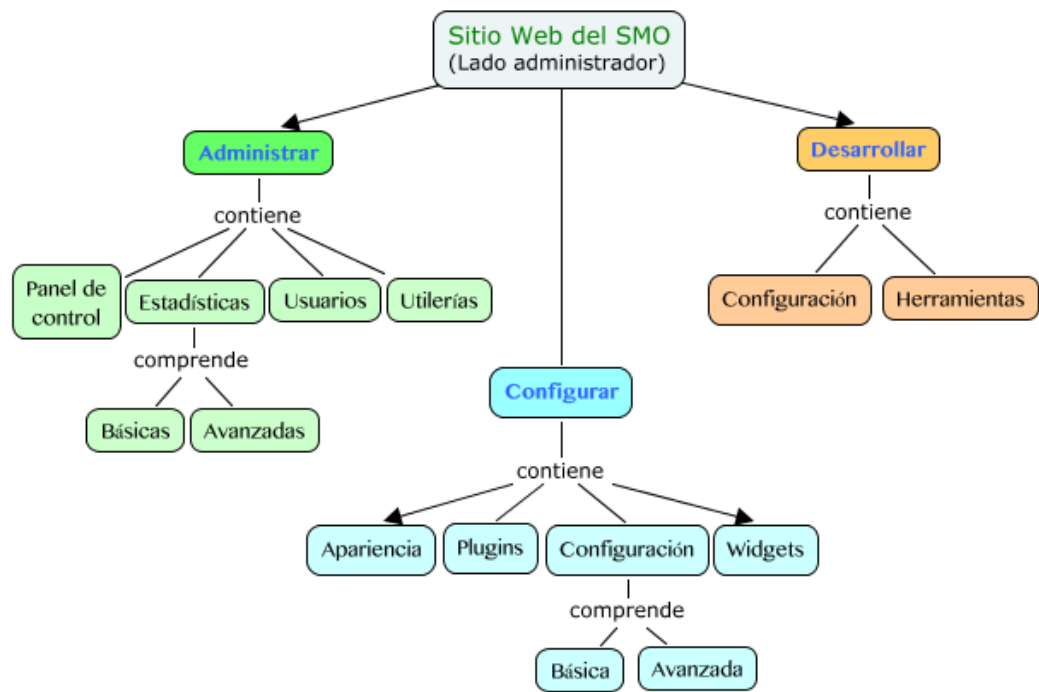 Sitio Web del SMO
(Lado administrador)
Administrar
Desarrollar
contiene
contiene
Panel de
control
Estadísticas
Usuarios
Utilerías
Configuración
Herramientas
comprende
Configurar
Básicas
Avanzadas
contiene
Apariencia
Plugins
Configuración
Widgets
comprende
Básica
Avanzada